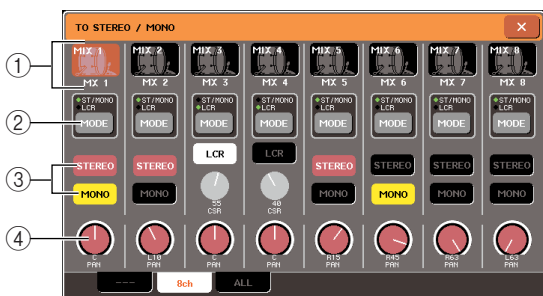 TO STEREO / MONO
×
① MIX 1 MIX 2 MIX 3 MIX 4 MIX 5 MIX 6 MIX 7 MIX 8
MX 1 MX 2 MX 3 MX 4 MX 5 MX 6 MX 7 MX 8
ST/MONO ST/MONO ST/MONO ST/MONO ST/MONO ST/MONO ST/MONO ST/MONO
LCR LCR LCR LCR LCR LCR LCR LCR
② MODE MODE MODE MODE MODE MODE MODE MODE
LCR LCR
③ STEREO STEREO STEREO STEREO STEREO STEREO
MONO MONO MONO MONO MONO MONO
55 40
CSR CSR
④
C L10 C C R15 R45 R63 L63
PAN PAN PAN PAN PAN PAN PAN PAN
--- 8ch ALL